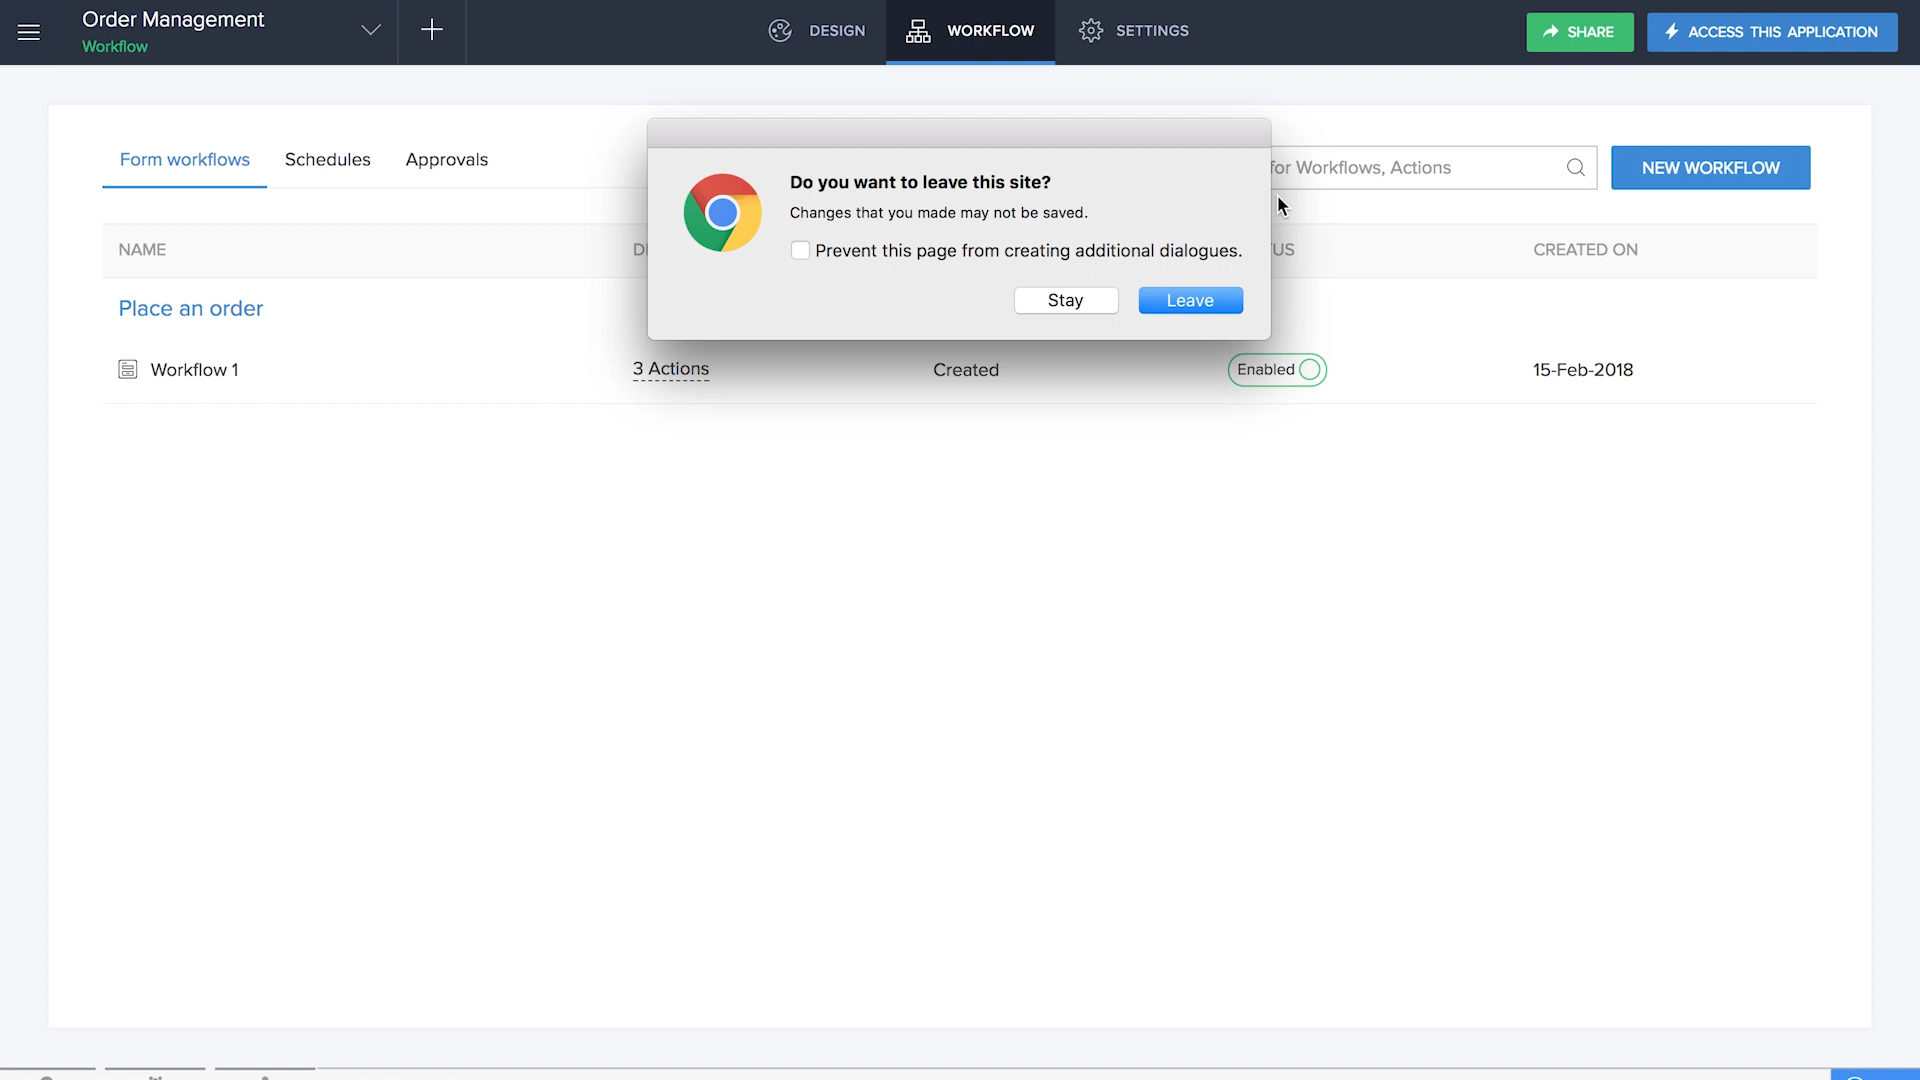 Order Management
Workflow
DESIGN
WORKFLOW
SETTINGS
SHARE
ACCESS THIS APPLICATION
Form workflows
Schedules
Approvals
for Workflows, Actions
NEW WORKFLOW
Do you want to leave this site?
Changes that you made may not be saved.
Prevent this page from creating additional dialogues.
Stay
Leave
NAME
CREATED ON
Place an order
Workflow 1
3 Actions
Created
Enabled
15-Feb-2018